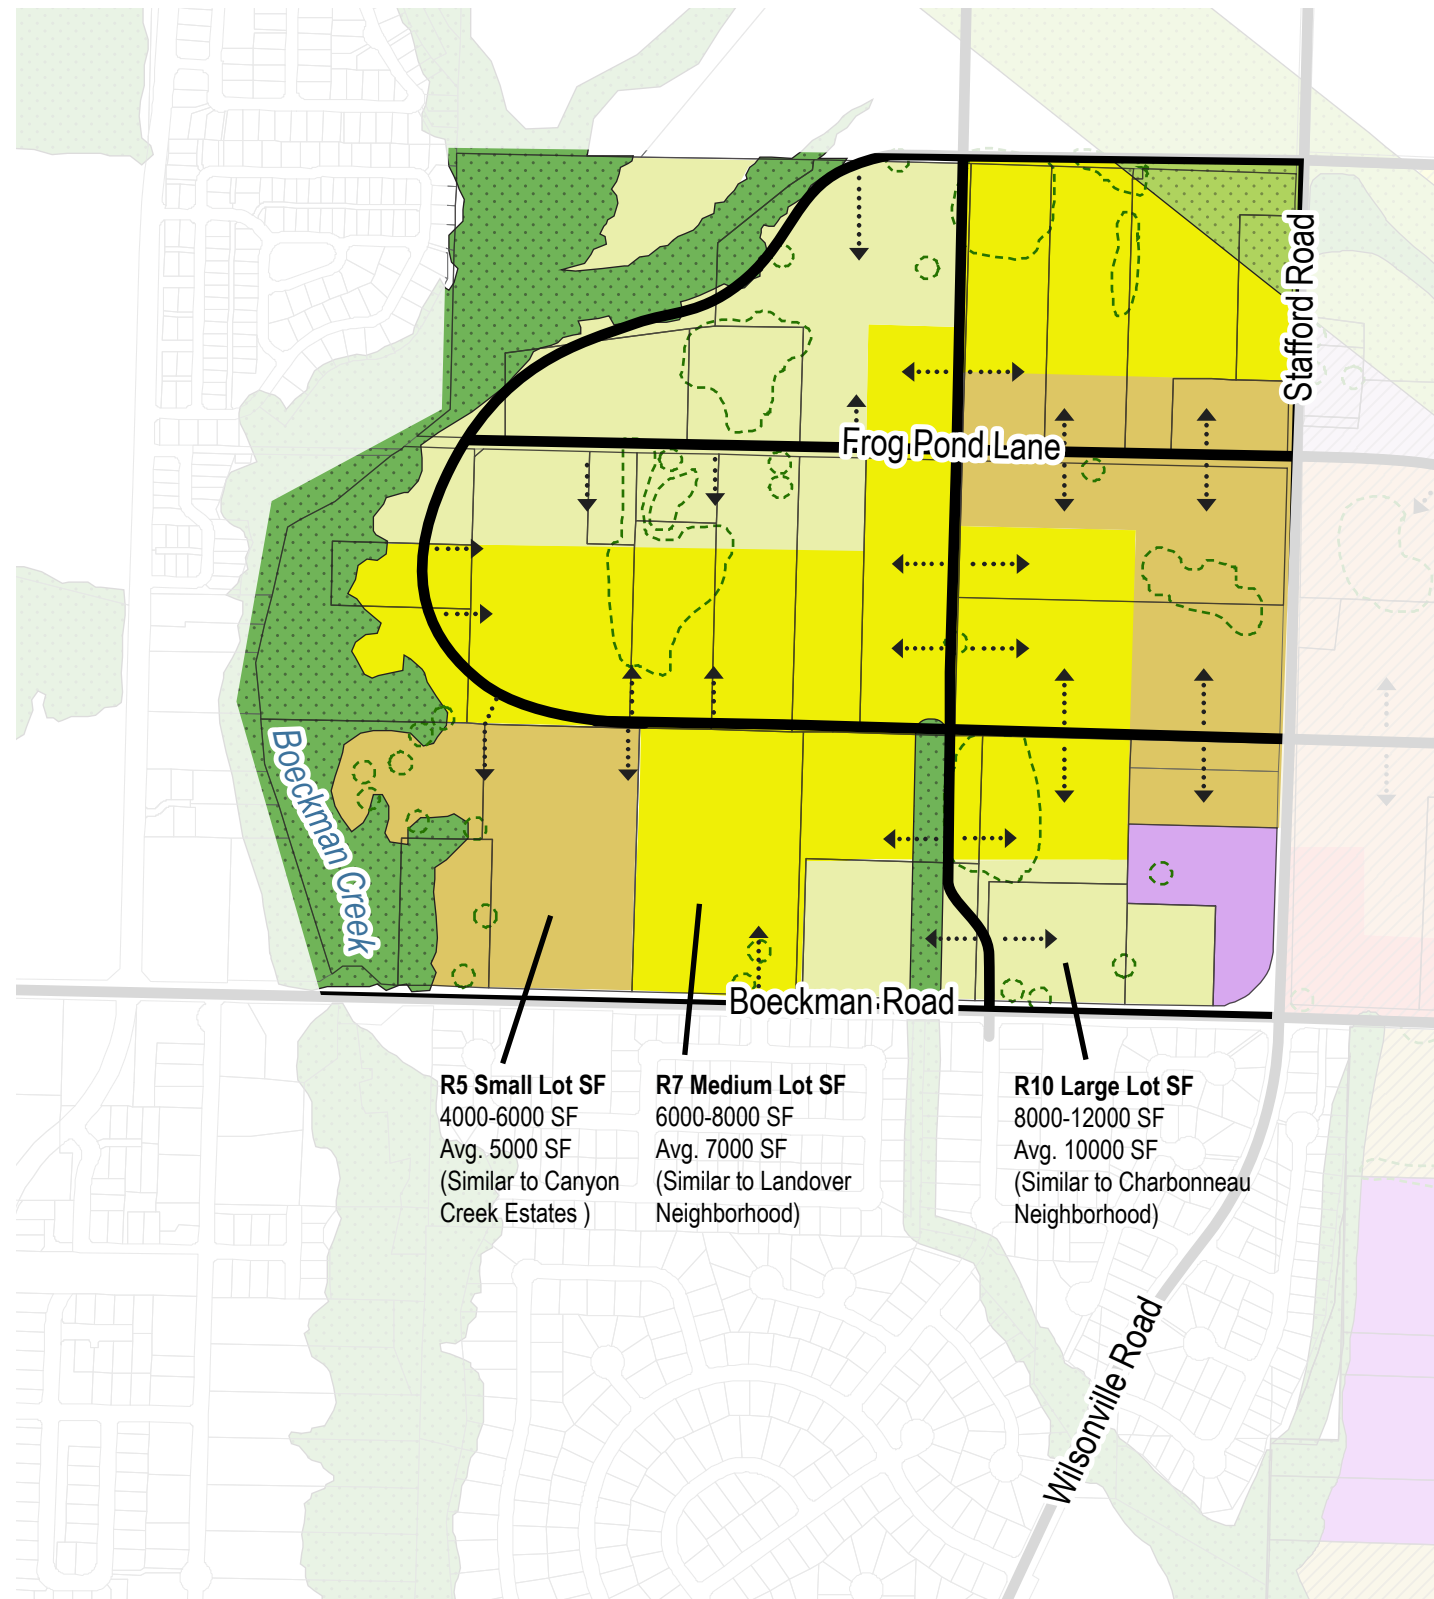 Stafford Road
Frog Pond Lane
Boeckman Creek
Boeckman Road
R5 Small Lot SF
4000-6000 SF
Avg. 5000 SF
(Similar to Canyon
Creek Estates )
R7 Medium Lot SF
6000-8000 SF
Avg. 7000 SF
(Similar to Landover
Neighborhood)
R10 Large Lot SF
8000-12000 SF
Avg. 10000 SF
(Similar to Charbonneau
Neighborhood)
Wilsonville Road